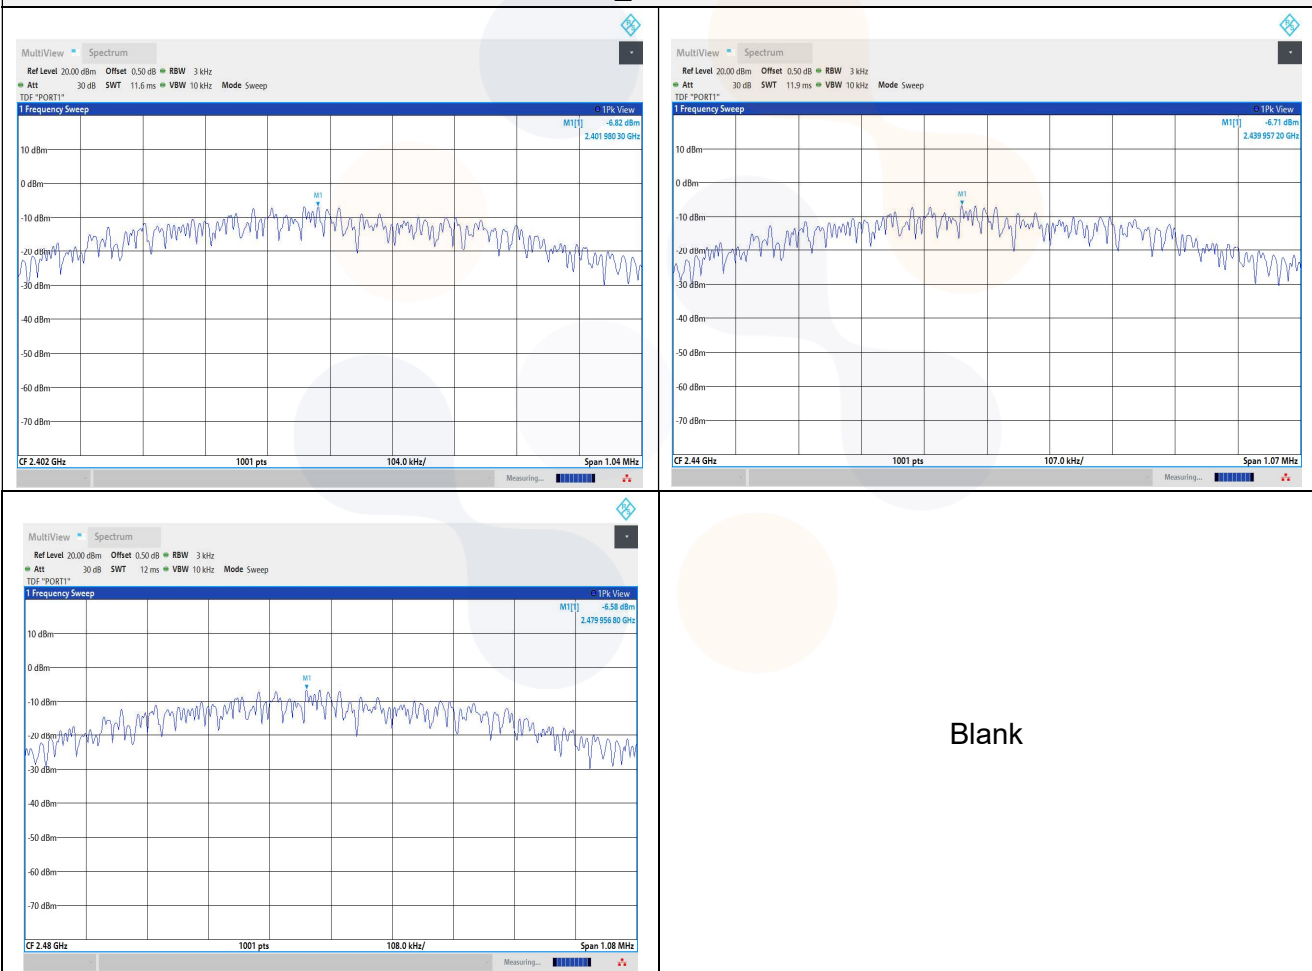 MultiView Spectrum
Ref Level 20.00 dBm Offset 0.50 dB RBW 3 kHz
Att 30 dB SWT 11.6 ms VBW 10 kHz Mode Sweep
TDF "PORT1"
1 Frequency Sweep 1Pk View
M1[1] -6.82 dBm
2.401 980 30 GHz
10 dBm
0 dBm
M1
-10 dBm
-20 dBm
-30 dBm
-40 dBm
-50 dBm
-60 dBm
-70 dBm
CF 2.402 GHz 1001 pts 104.0 kHz/ Span 1.04 MHz
Measuring...
MultiView Spectrum
Ref Level 20.00 dBm Offset 0.50 dB RBW 3 kHz
Att 30 dB SWT 11.9 ms VBW 10 kHz Mode Sweep
TDF "PORT1"
1 Frequency Sweep 1Pk View
M1[1] -6.71 dBm
2.439 957 20 GHz
10 dBm
0 dBm
M1
-10 dBm
-20 dBm
-30 dBm
-40 dBm
-50 dBm
-60 dBm
-70 dBm
CF 2.44 GHz 1001 pts 107.0 kHz/ Span 1.07 MHz
Measuring...
MultiView Spectrum
Ref Level 20.00 dBm Offset 0.50 dB RBW 3 kHz
Att 30 dB SWT 12 ms VBW 10 kHz Mode Sweep
TDF "PORT1"
1 Frequency Sweep 1Pk View
M1[1] -6.58 dBm
2.479 956 80 GHz
10 dBm
0 dBm
M1
-10 dBm
-20 dBm
-30 dBm
-40 dBm
-50 dBm
-60 dBm
-70 dBm
CF 2.48 GHz 1001 pts 108.0 kHz/ Span 1.08 MHz
Measuring...
Blank